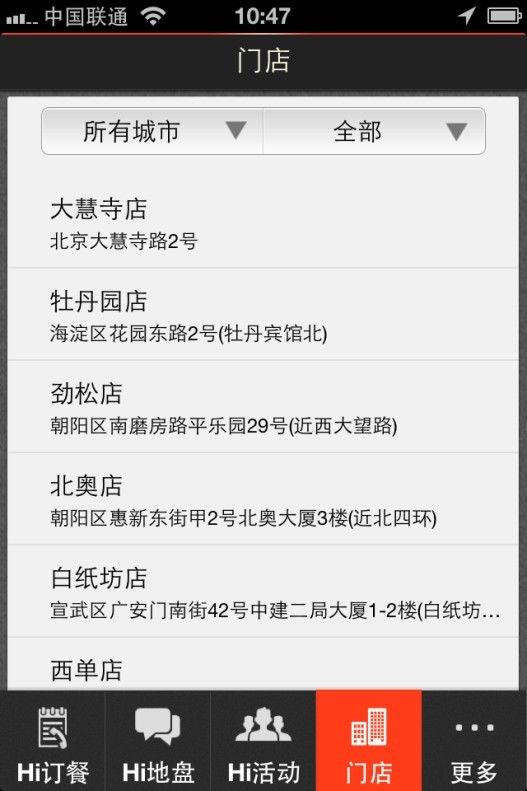 中国联通 10:47
门店
所有城市 全部
大慧寺店
北京大慧寺路2号
牡丹园店
海淀区花园东路2号(牡丹宾馆北)
劲松店
朝阳区南磨房路平乐园29号(近西大望路)
北奥店
朝阳区惠新东街甲2号北奥大厦3楼(近北四环)
白纸坊店
宣武区广安门南街42号中建二局大厦1-2楼(白纸坊…
西单店
Hi订餐 Hi地盘 Hi活动 门店 更多